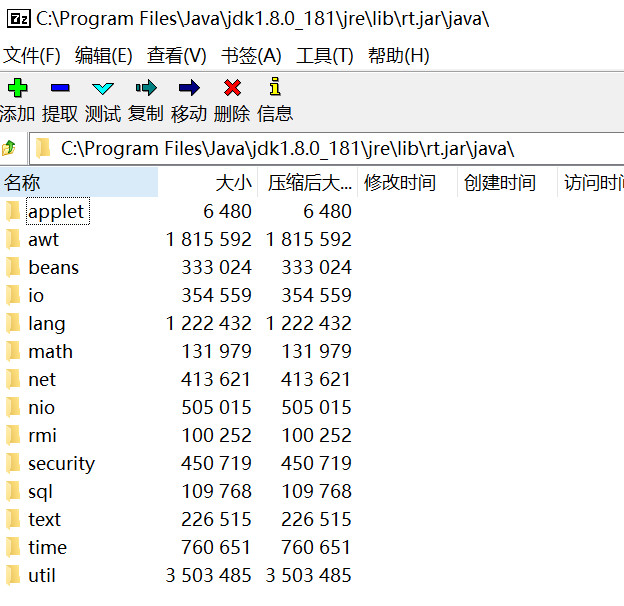 7z C:\Program Files\Java\jdk1.8.0_181\jre\lib\rt.jar\java\
文件(F) 编辑(E) 查看(V) 书签(A) 工具(T) 帮助(H)
添加 提取 测试 复制 移动 删除 信息
C:\Program Files\Java\jdk1.8.0_181\jre\lib\rt.jar\java\
名称 大小 压缩后大... 修改时间 创建时间 访问时间
applet 6 480 6 480
awt 1 815 592 1 815 592
beans 333 024 333 024
io 354 559 354 559
lang 1 222 432 1 222 432
math 131 979 131 979
net 413 621 413 621
nio 505 015 505 015
rmi 100 252 100 252
security 450 719 450 719
sql 109 768 109 768
text 226 515 226 515
time 760 651 760 651
util 3 503 485 3 503 485